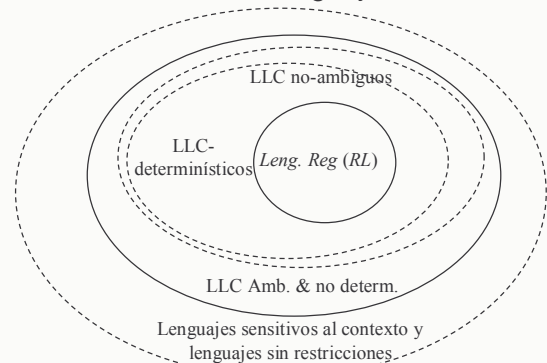 LLC no-ambiguos
LLC-
determinísticos
Leng. Reg (RL)
LLC Amb. & no determ.
Lenguajes sensitivos al contexto y
lenguajes sin restricciones